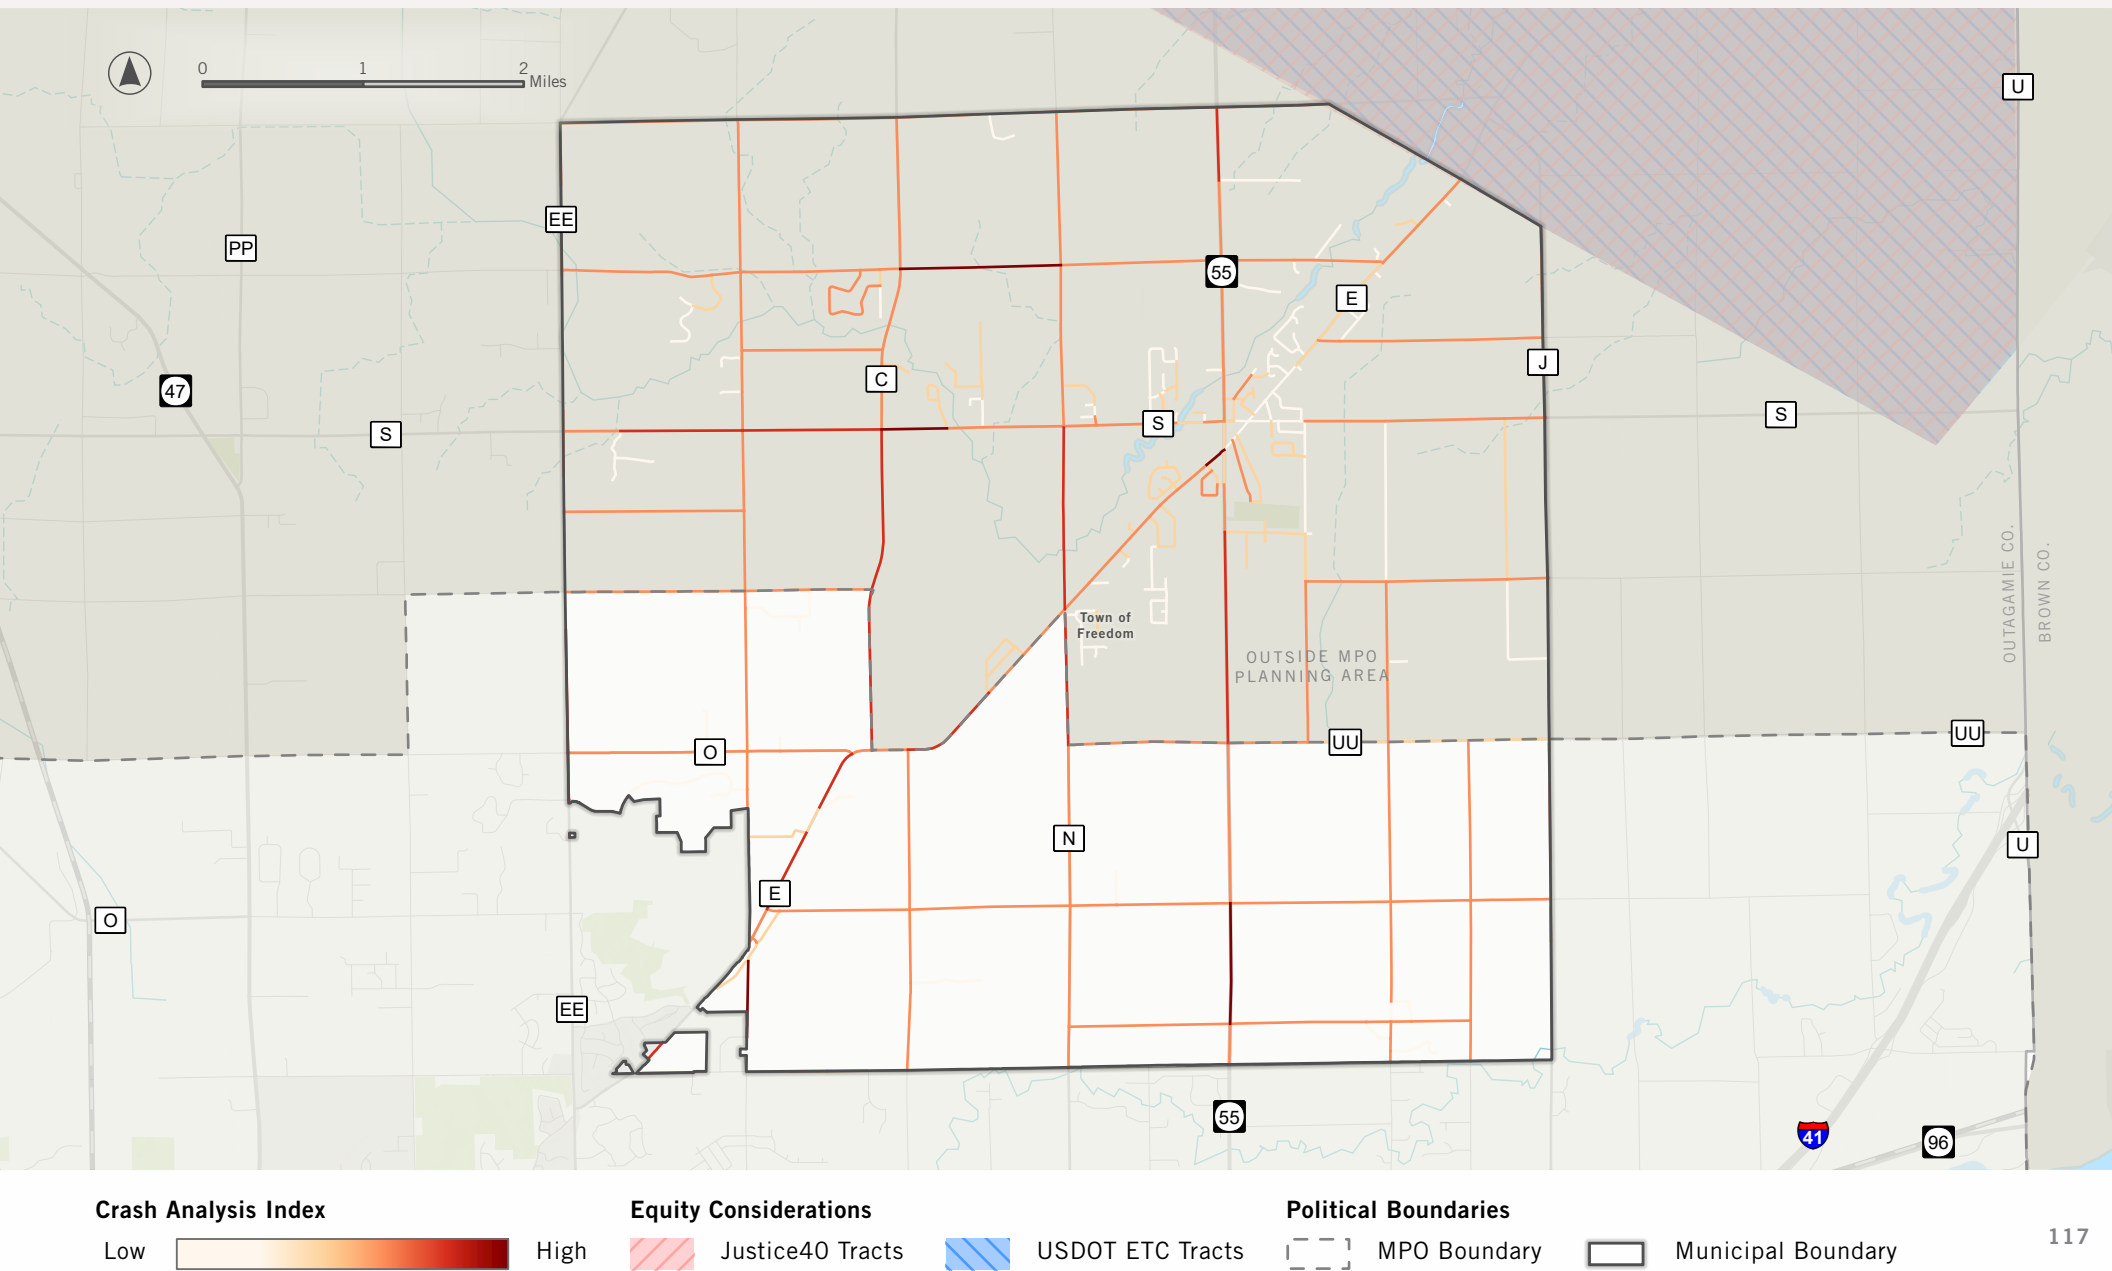 0 1 2
Miles
U
EE
PP
55
E
J
C
47
S
S
S
Town of
Freedom
OUTSIDE MPO
PLANNING AREA
OUTAGAMIE CO.
BROWN CO.
O
UU
UU
N
U
E
O
EE
55
41
96
Crash Analysis Index
Low
High
Equity Considerations
Justice40 Tracts
USDOT ETC Tracts
Political Boundaries
MPO Boundary
Municipal Boundary
117